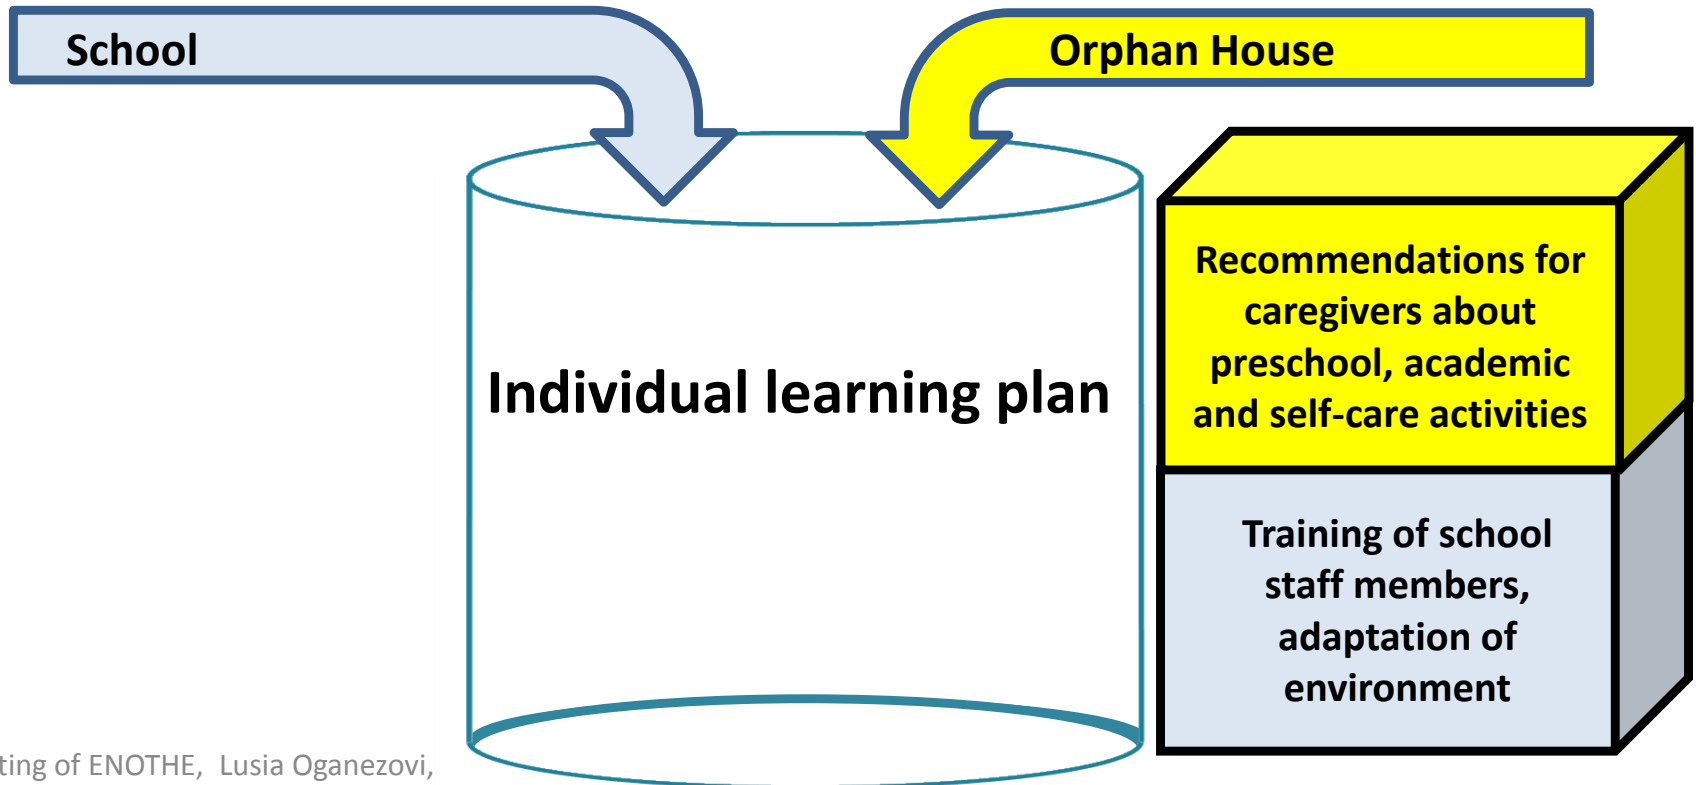 School
Orphan House
Individual learning plan
Recommendations for
caregivers about
preschool, academic
and self-care activities
Training of school
staff members,
adaptation of
environment
of ENOTHE, Lusia Oganezovi,